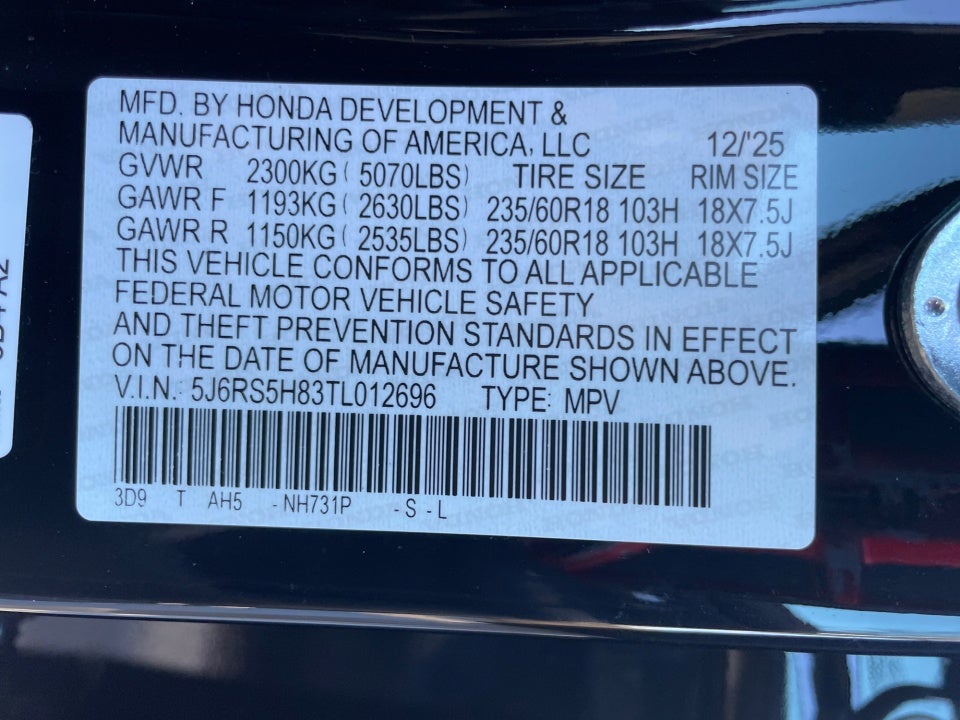 MFD. BY HONDA DEVELOPMENT &
MANUFACTURING OF AMERICA, LLC 12/'25
GVWR 2300KG ( 5070LBS) TIRE SIZE RIM SIZE
GAWR F 1193KG ( 2630LBS) 235/60R18 103H 18X7.5J
GAWR R 1150KG ( 2535LBS) 235/60R18 103H 18X7.5J
THIS VEHICLE CONFORMS TO ALL APPLICABLE
FEDERAL MOTOR VEHICLE SAFETY
AND THEFT PREVENTION STANDARDS IN EFFECT
ON THE DATE OF MANUFACTURE SHOWN ABOVE.
V.I.N.: 5J6RS5H83TL012696 TYPE: MPV
3D9 T AH5 -NH731P -S-L